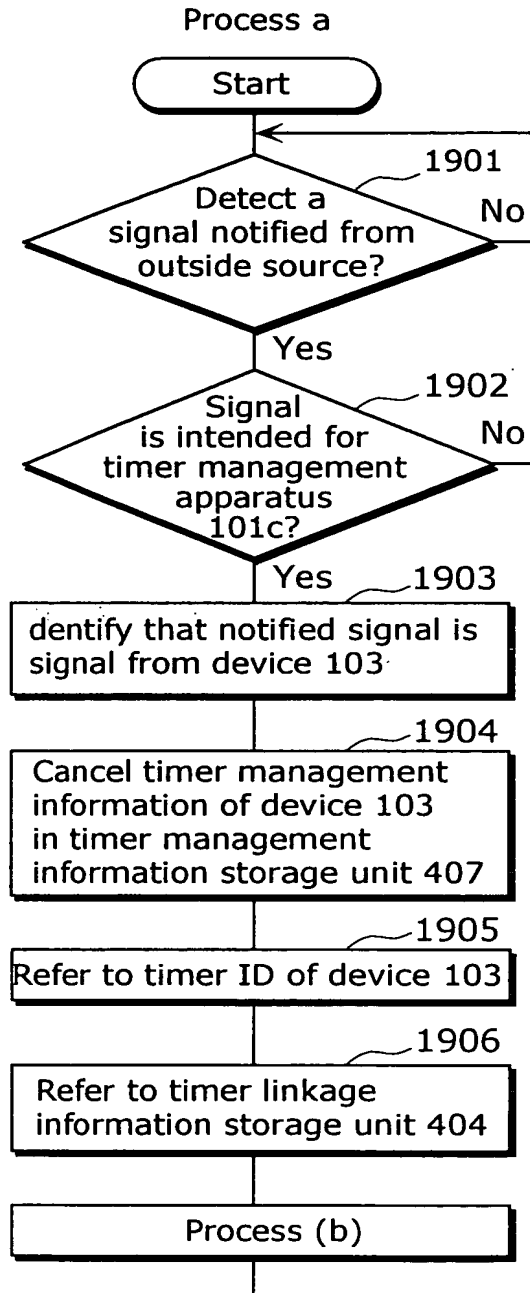 Process a
Start
1901
Detect a
signal notified from
outside source?
No
Yes
1902
Signal
is intended for
timer management
apparatus
101c?
No
Yes
1903
dentify that notified signal is
signal from device 103
1904
Cancel timer management
information of device 103
in timer management
information storage unit 407
1905
Refer to timer ID of device 103
1906
Refer to timer linkage
information storage unit 404
Process (b)